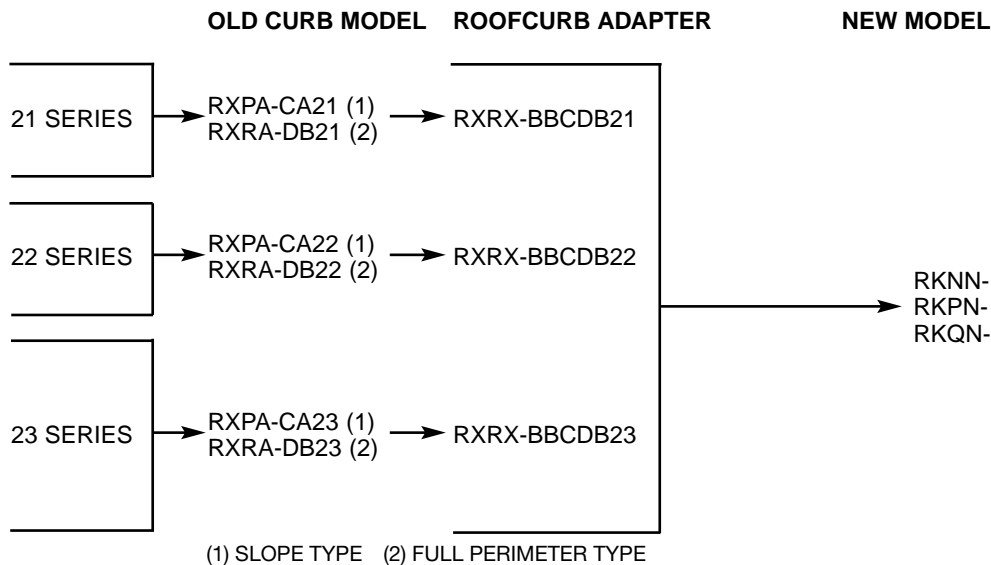 OLD CURB MODEL ROOFCURB ADAPTER NEW MODEL
21 SERIES
RXPA-CA21 (1)
RXRA-DB21 (2)
RXRX-BBCDB21
22 SERIES
RXPA-CA22 (1)
RXRA-DB22 (2)
RXRX-BBCDB22
RKNN-
RKPN-
RKQN-
23 SERIES
RXPA-CA23 (1)
RXRA-DB23 (2)
RXRX-BBCDB23
(1) SLOPE TYPE (2) FULL PERIMETER TYPE